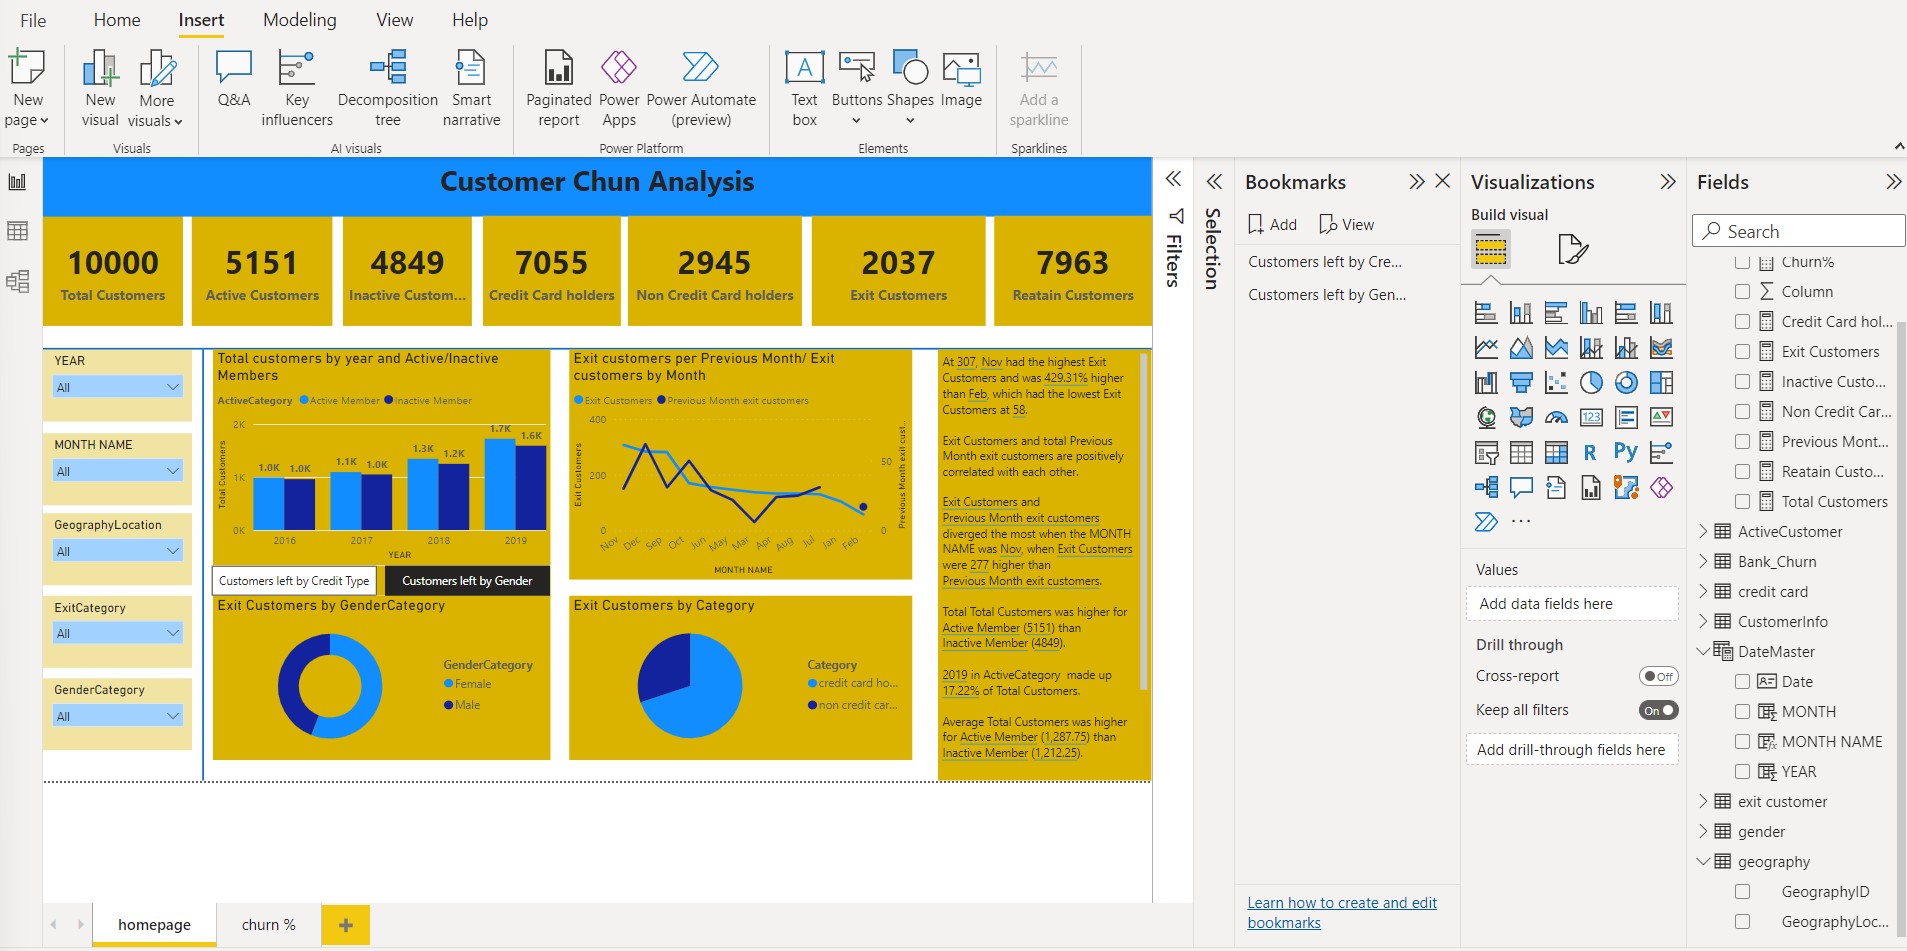 File Home Insert Modeling View Help
New page
New visual
More visuals
Q&A
Key influencers
Decomposition tree
Smart narrative
Paginated report
Power Apps
Power Automate (preview)
Text box
Buttons
Shapes
Image
Add a sparkline
Pages Visuals AI visuals Power Platform Elements Sparklines
Customer Chun Analysis
10000
Total Customers
5151
Active Customers
4849
Inactive Custom...
7055
Credit Card holders
2945
Non Credit Card holders
2037
Exit Customers
7963
Reatain Customers
YEAR
All
MONTH NAME
All
GeographyLocation
All
ExitCategory
All
GenderCategory
All
Total customers by year and Active/Inactive
Members
ActiveCategory Active Member Inactive Member
Total Customers
2K
1K
0K
1.0K 1.0K 1.1K 1.0K 1.3K 1.2K 1.7K 1.6K
2016 2017 2018 2019
YEAR
Customers left by Credit Type
Customers left by Gender
Exit Customers by GenderCategory
GenderCategory
Female
Male
Exit customers per Previous Month/ Exit
customers by Month
Exit Customers Previous Month exit customers
Exit Customers
400
200
0
50
0
Previous Month exit cust...
Nov Dec Sep Oct Jun May Mar Apr Aug Jul Jan Feb
MONTH NAME
Exit Customers by Category
Category
credit card ho...
non credit car...
At 307, Nov had the highest Exit
Customers and was 429.31% higher
than Feb, which had the lowest Exit
Customers at 58.
Exit Customers and total Previous
Month exit customers are positively
correlated with each other.
Exit Customers and
Previous Month exit customers
diverged the most when the MONTH
NAME was Nov, when Exit Customers
were 277 higher than
Previous Month exit customers.
Total Total Customers was higher for
Active Member (5151) than
Inactive Member (4849).
2019 in ActiveCategory made up
17.22% of Total Customers.
Average Total Customers was higher
for Active Member (1,287.75) than
Inactive Member (1,212.25).
Filters
Selection
Bookmarks
Add View
Customers left by Cre...
Customers left by Gen...
Learn how to create and edit
bookmarks
Visualizations
Build visual
123
R Py
Values
Add data fields here
Drill through
Cross-report Off
Keep all filters On
Add drill-through fields here
Fields
Search
Churn%
Column
Credit Card hol...
Exit Customers
Inactive Custo...
Non Credit Car...
Previous Mont...
Reatain Custo...
Total Customers
ActiveCustomer
Bank_Churn
credit card
CustomerInfo
DateMaster
Date
MONTH
MONTH NAME
YEAR
exit customer
gender
geography
GeographyID
GeographyLoc...
homepage churn %